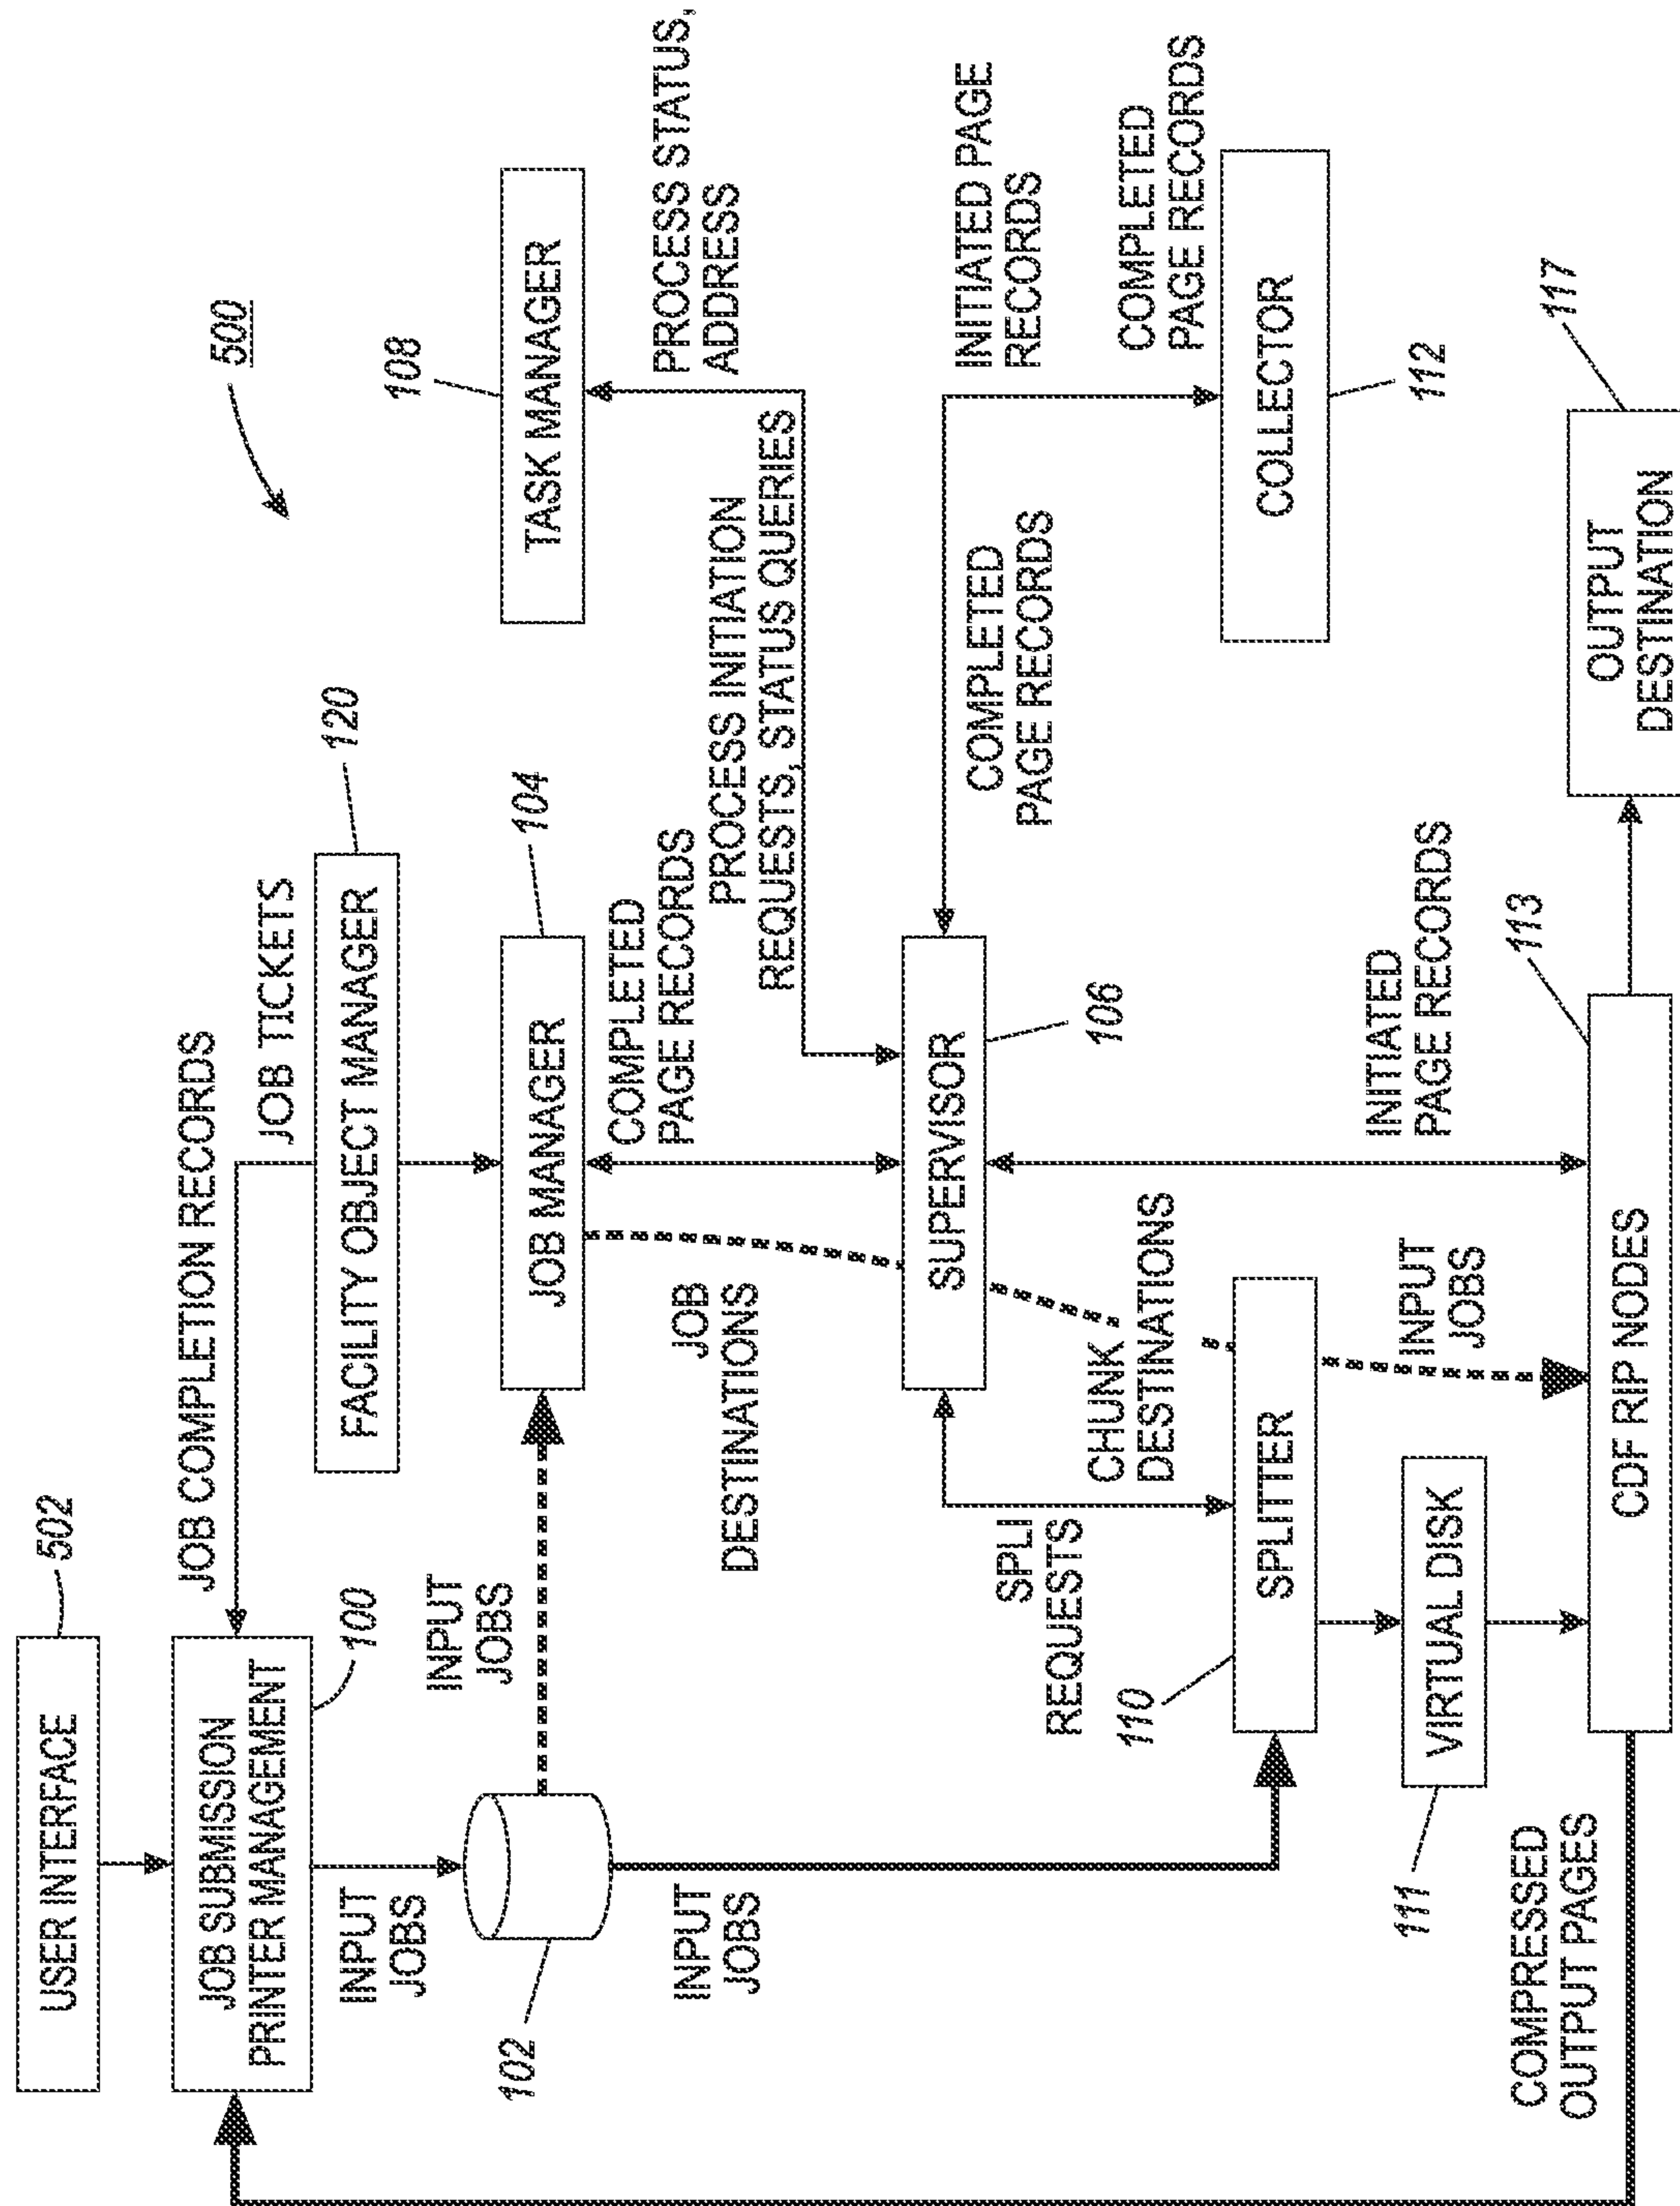 500
USER INTERFACE
502
JOB SUBMISSION
PRINTER MANAGEMENT
100
JOB COMPLETION RECORDS
JOB TICKETS
FACILITY OBJECT MANAGER
120
INPUT
JOBS
102
INPUT
JOBS
INPUT
JOBS
JOB MANAGER
104
TASK MANAGER
108
PROCESS STATUS,
ADDRESS
COMPLETED
PAGE RECORDS
PROCESS INITIATION
REQUESTS, STATUS QUERIES
JOB
DESTINATIONS
SUPERVISOR
106
COMPLETED
PAGE RECORDS
INITIATED PAGE
RECORDS
COMPLETED
PAGE RECORDS
COLLECTOR
112
SPLI
REQUESTS
CHUNK
DESTINATIONS
110
SPLITTER
INPUT
JOBS
INITIATED
PAGE RECORDS
VIRTUAL DISK
111
CDF RIP NODES
113
COMPRESSED
OUTPUT PAGES
OUTPUT
DESTINATION
117